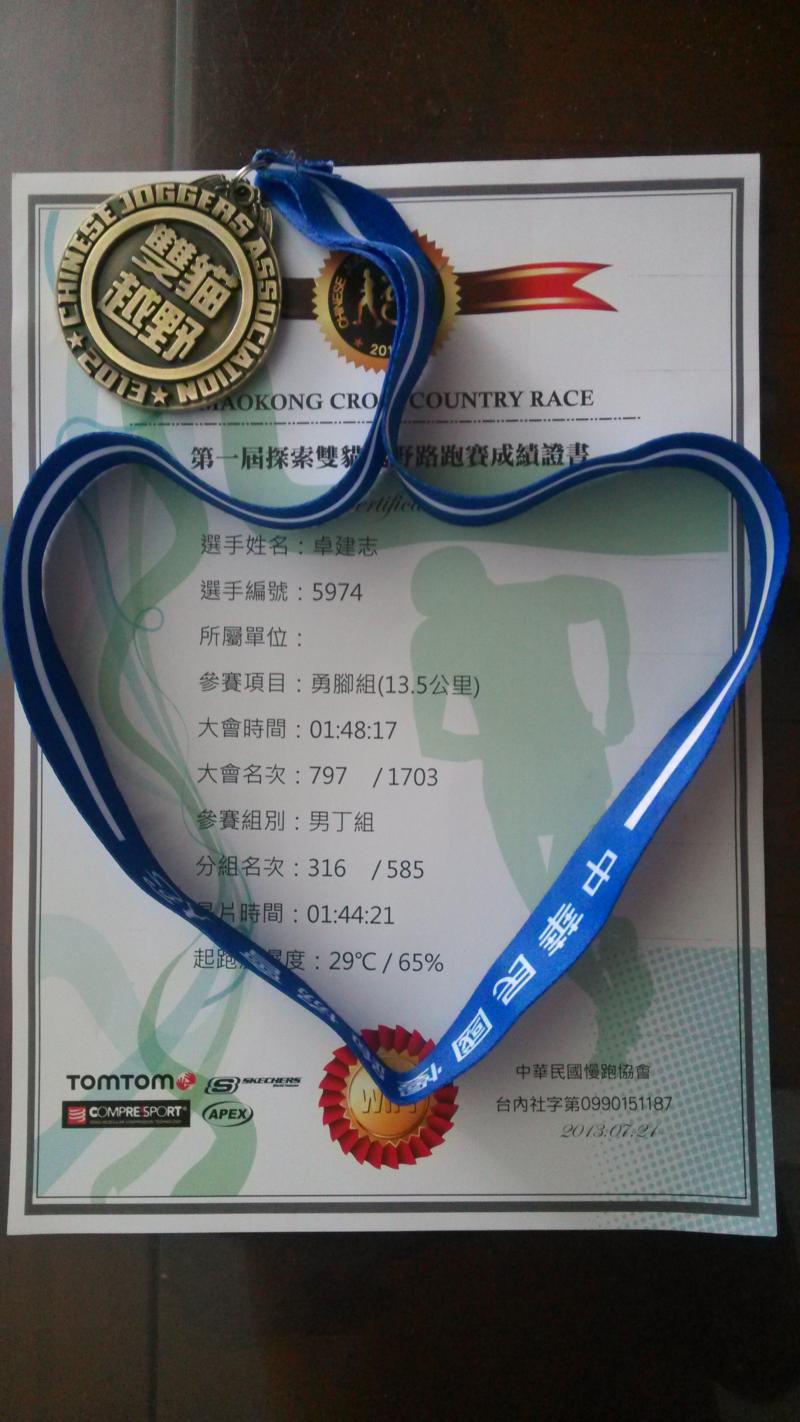 CHINESE JOGGERS ASSOCIATION
雙貓
越野
★ 2013 ★
CHINESE
201
MAOKONG CRO COUNTRY RACE
第一屆探索雙貓 野路跑賽成績證書
選手姓名：卓建志
選手編號：5974
所屬單位：
參賽項目：勇腳組(13.5公里)
大會時間：01:48:17
大會名次：797 /1703
參賽組別：男丁組
分組名次：316 /585
片時間：01:44:21
起跑 度：29℃ / 65%
中華民國慢
TOMTOM
SKECHERS
COMPRESSPORT
APEX
中華民國慢跑協會
台內社字第0990151187
2013.07.21